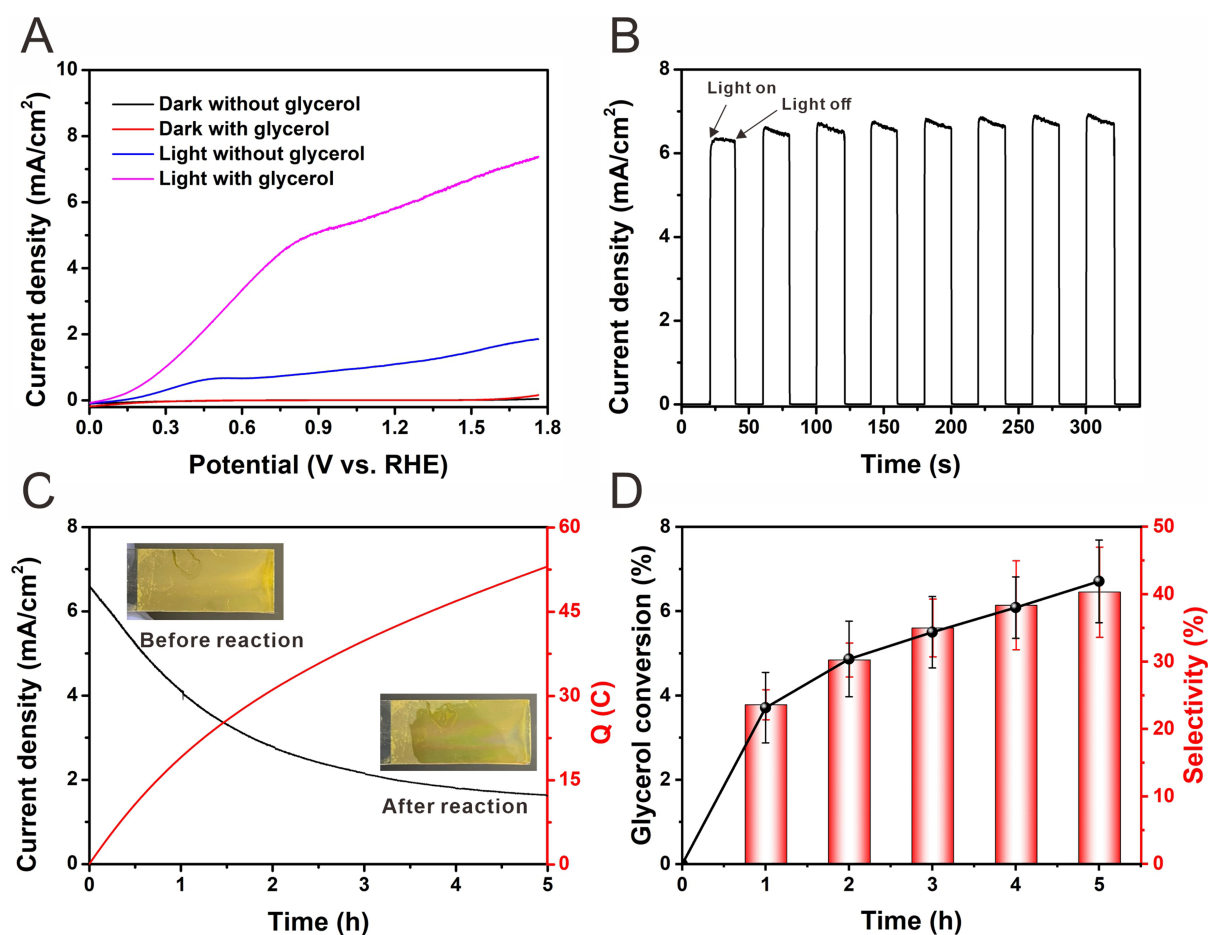 A
10
8
6
4
2
0
Dark without glycerol
Dark with glycerol
Light without glycerol
Light with glycerol
0.0 0.3 0.6 0.9 1.2 1.5 1.8
Current density (mA/cm²)
Potential (V vs. RHE)
B
8
6
4
2
0
Light on
Light off
0 50 100 150 200 250 300
Current density (mA/cm²)
Time (s)
C
8
6
4
2
0
60
45
30
15
0
Before reaction
After reaction
0 1 2 3 4 5
Current density (mA/cm²)
Q (C)
Time (h)
D
8
6
4
2
0
50
40
30
20
10
0
0 1 2 3 4 5
Glycerol conversion (%)
Selectivity (%)
Time (h)